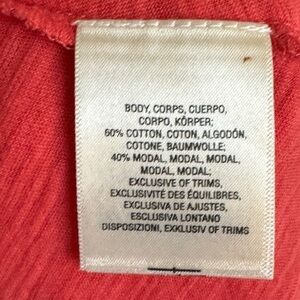 BODY, CORPS, CUERPO,
CORPO, KÖRPER;
60% COTTON, COTON, ALGODÓN,
COTONE, BAUMWOLLE;
40% MODAL, MODAL, MODAL,
MODAL, MODAL;
EXCLUSIVE OF TRIMS,
EXCLUSIVITÉ DES ÉQUILIBRES,
EXCLUSIVA DE AJUSTES,
ESCLUSIVA LONTANO
DISPOSIZIONI, EXKLUSIV OF TRIMS